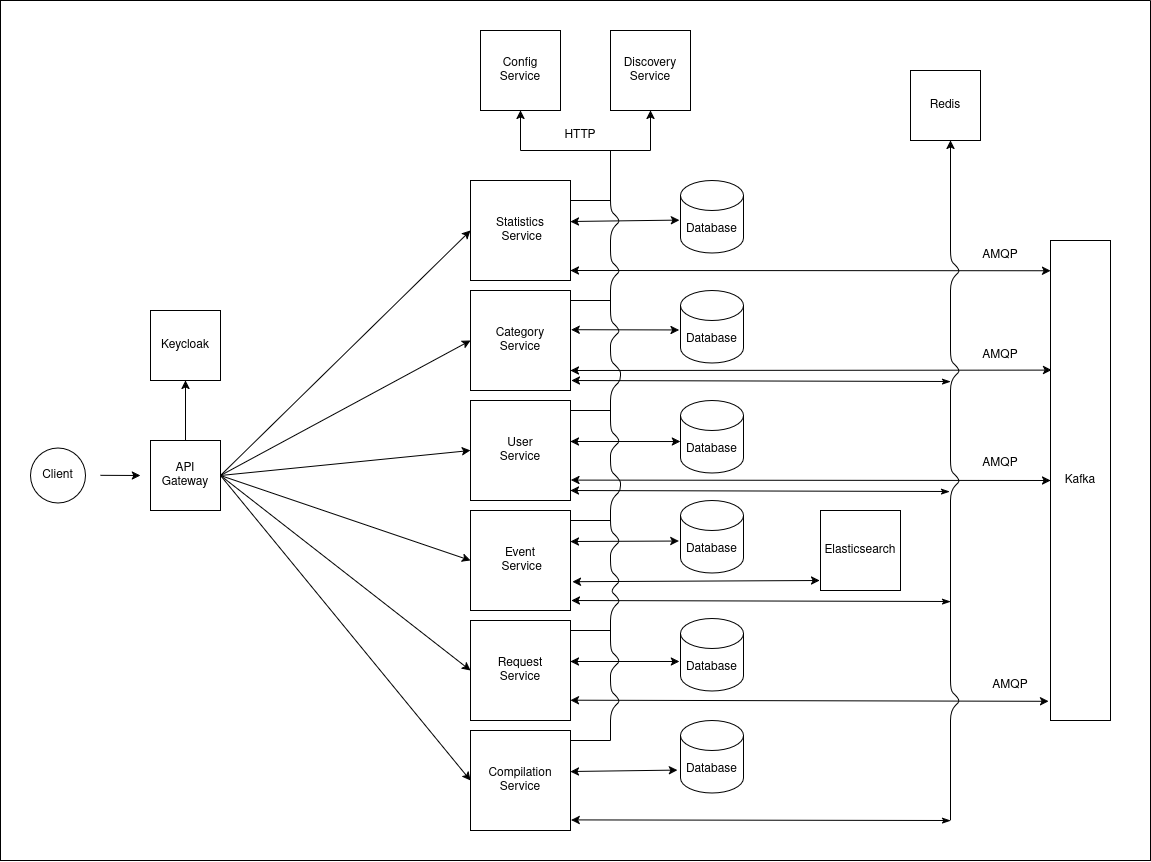 Config
Service
Discovery
Service
HTTP
Redis
Statistics
Service
Database
AMQP
Category
Service
Database
AMQP
Keycloak
User
Service
Database
AMQP
Client
API
Gateway
Kafka
Event
Service
Database
Elasticsearch
Request
Service
Database
AMQP
Compilation
Service
Database